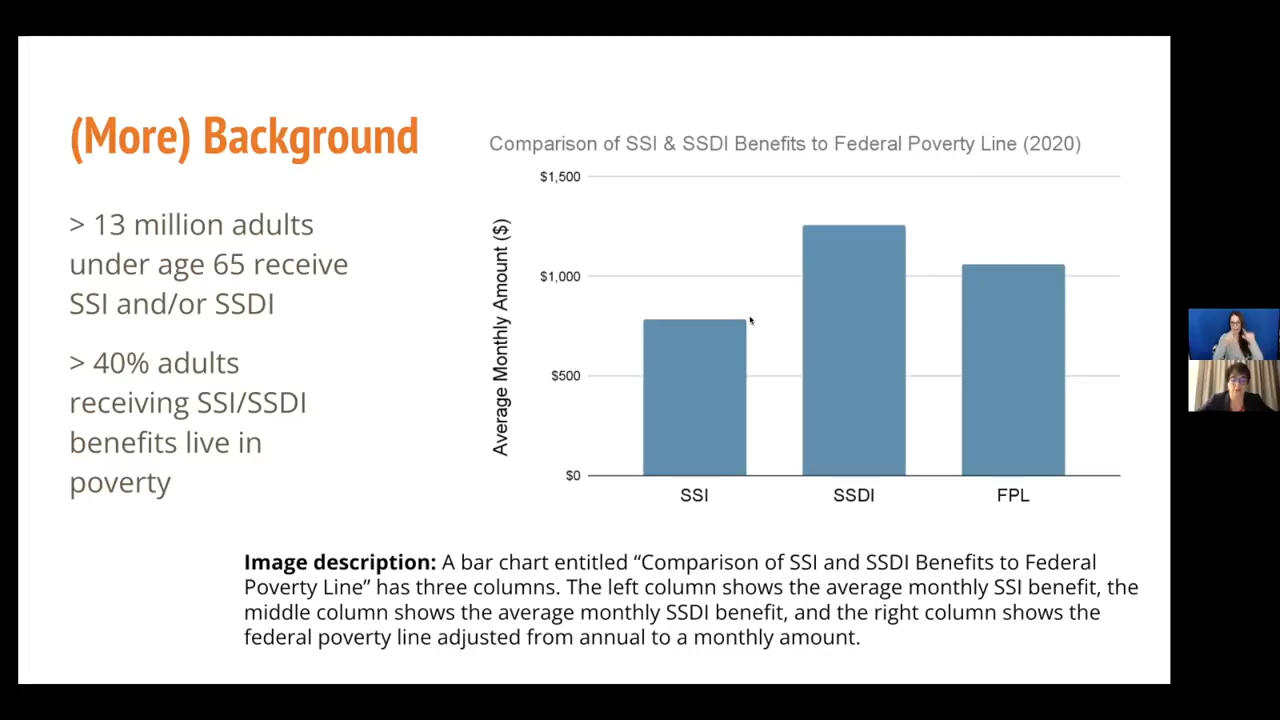 (More) Background
> 13 million adults
under age 65 receive
SSI and/or SSDI
> 40% adults
receiving SSI/SSDI
benefits live in
poverty
Comparison of SSI & SSDI Benefits to Federal Poverty Line (2020)
Average Monthly Amount ($)
$1,500
$1,000
$500
$0
SSI
SSDI
FPL
Image description: A bar chart entitled “Comparison of SSI and SSDI Benefits to Federal
Poverty Line” has three columns. The left column shows the average monthly SSI benefit, the
middle column shows the average monthly SSDI benefit, and the right column shows the
federal poverty line adjusted from annual to a monthly amount.